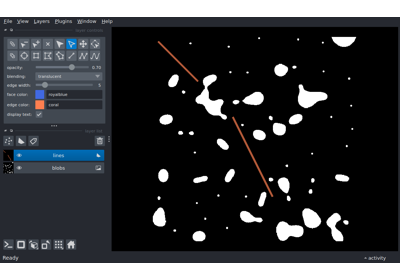 File View Layers Plugins Window Help
opacity: 0.70
blending: translucent
edge width: 5
face color: royalblue
edge color: coral
display text: ✓
lines
blobs
Ready
activity